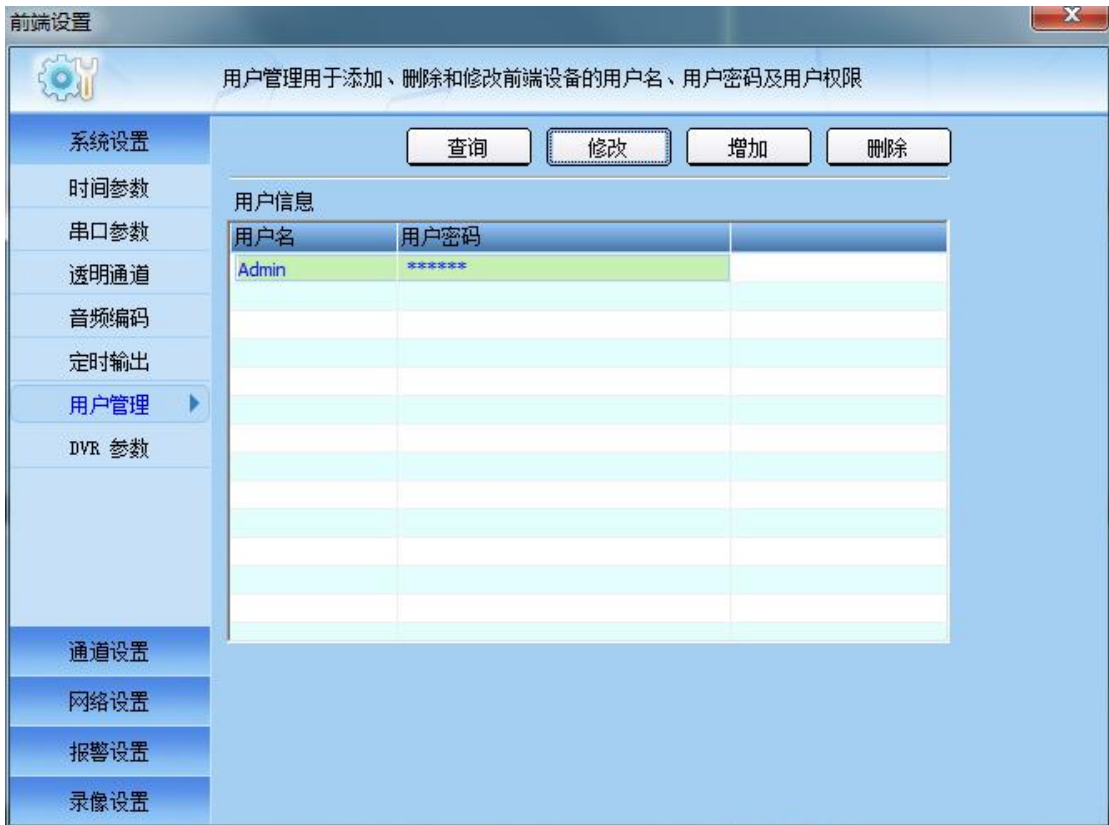 前端设置
用户管理用于添加、删除和修改前端设备的用户名、用户密码及用户权限
系统设置
时间参数
串口参数
透明通道
音频编码
定时输出
用户管理
DVR 参数
通道设置
网络设置
报警设置
录像设置
查询 修改 增加 删除
用户信息
用户名 用户密码
Admin ******